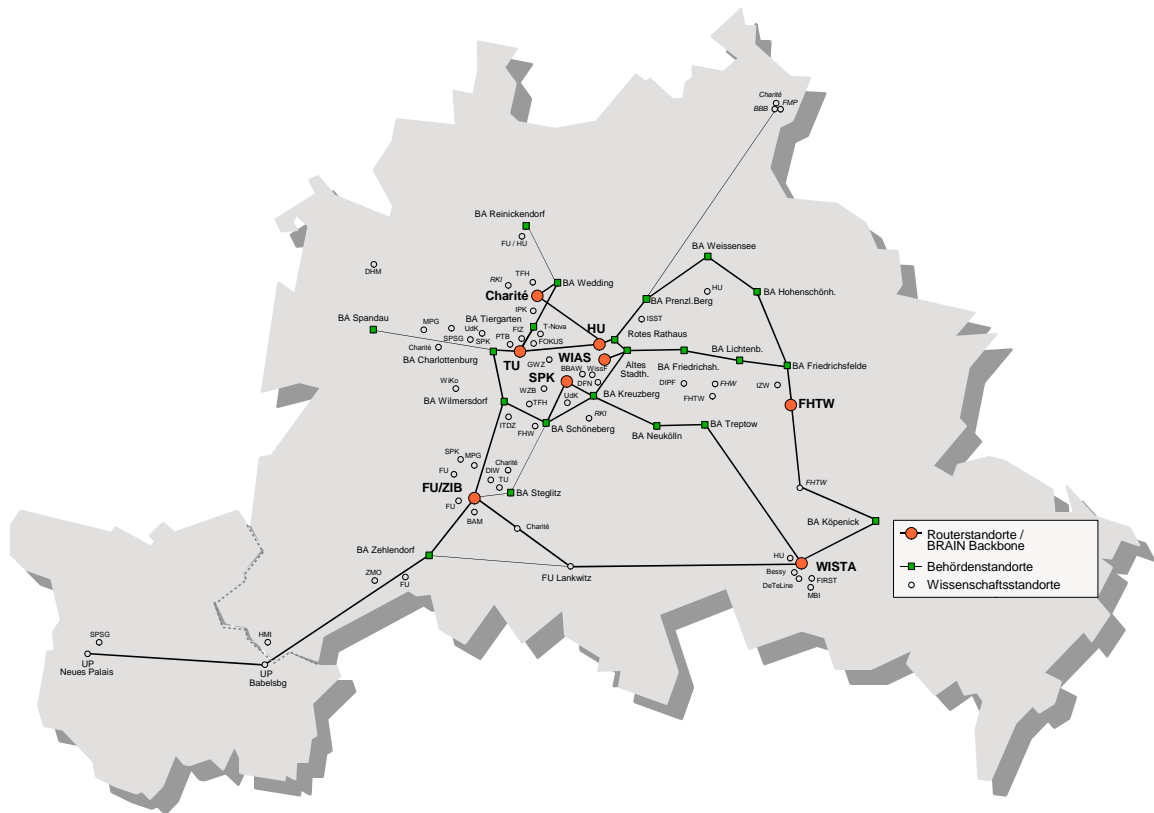 Charité
BBB
FMP
BA Reinickendorf
FU / HU
BA Weissensee
DHM
RKI
TFH
BA Wedding
HU
BA Hohenschönh.
Charité
BA Prenzl.Berg
IPK
BA Spandau
MPG
BA Tiergarten
UdK
FIZ
T-Nova
HU
ISST
SPSG
SPK
PTB
FOKUS
Rotes Rathaus
Charité
BA Charlottenburg
TU
GWZ
WIAS
Altes
Stadth.
BA Friedrichsh.
BA Lichtenb.
BA Friedrichsfelde
BBAW
WissF
SPK
DFN
WiKo
BA Wilmersdorf
WZB
TFH
UdK
BA Kreuzberg
DIPF
FHW
FHTW
IZW
FHTW
ITDZ
FHW
BA Schöneberg
RKI
BA Neukölln
BA Treptow
SPK
MPG
FU
Charité
DIW
TU
FU/ZIB
BA Steglitz
FU
BAM
FHTW
Charité
BA Köpenick
BA Zehlendorf
ZMO
FU
FU Lankwitz
HU
WISTA
Bessy
DeTeLine
FIRST
MBI
Routerstandorte /
BRAIN Backbone
Behördenstandorte
Wissenschaftsstandorte
SPSG
UP
Neues Palais
HMI
UP
Babelsbg